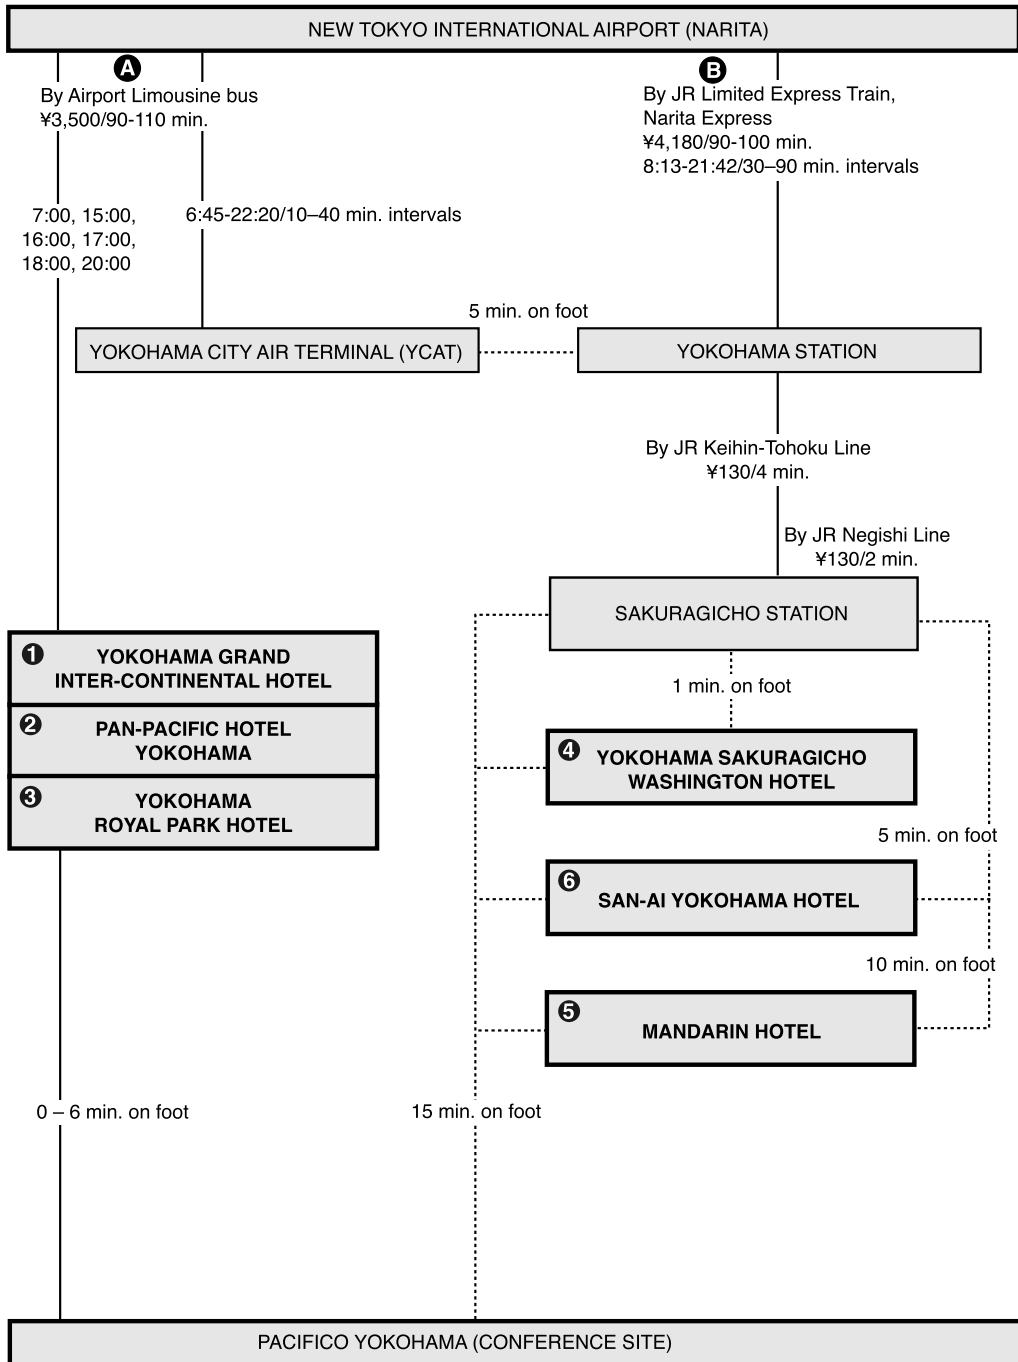 NEW TOKYO INTERNATIONAL AIRPORT (NARITA)
A
By Airport Limousine bus
¥3,500/90-110 min.
B
By JR Limited Express Train,
Narita Express
¥4,180/90-100 min.
8:13-21:42/30–90 min. intervals
7:00, 15:00,
16:00, 17:00,
18:00, 20:00
6:45-22:20/10–40 min. intervals
5 min. on foot
YOKOHAMA CITY AIR TERMINAL (YCAT)
YOKOHAMA STATION
By JR Keihin-Tohoku Line
¥130/4 min.
By JR Negishi Line
¥130/2 min.
SAKURAGICHO STATION
1 YOKOHAMA GRAND
INTER-CONTINENTAL HOTEL
2 PAN-PACIFIC HOTEL
YOKOHAMA
3 YOKOHAMA
ROYAL PARK HOTEL
1 min. on foot
4 YOKOHAMA SAKURAGICHO
WASHINGTON HOTEL
5 min. on foot
6 SAN-AI YOKOHAMA HOTEL
10 min. on foot
5 MANDARIN HOTEL
0 – 6 min. on foot
15 min. on foot
PACIFICO YOKOHAMA (CONFERENCE SITE)